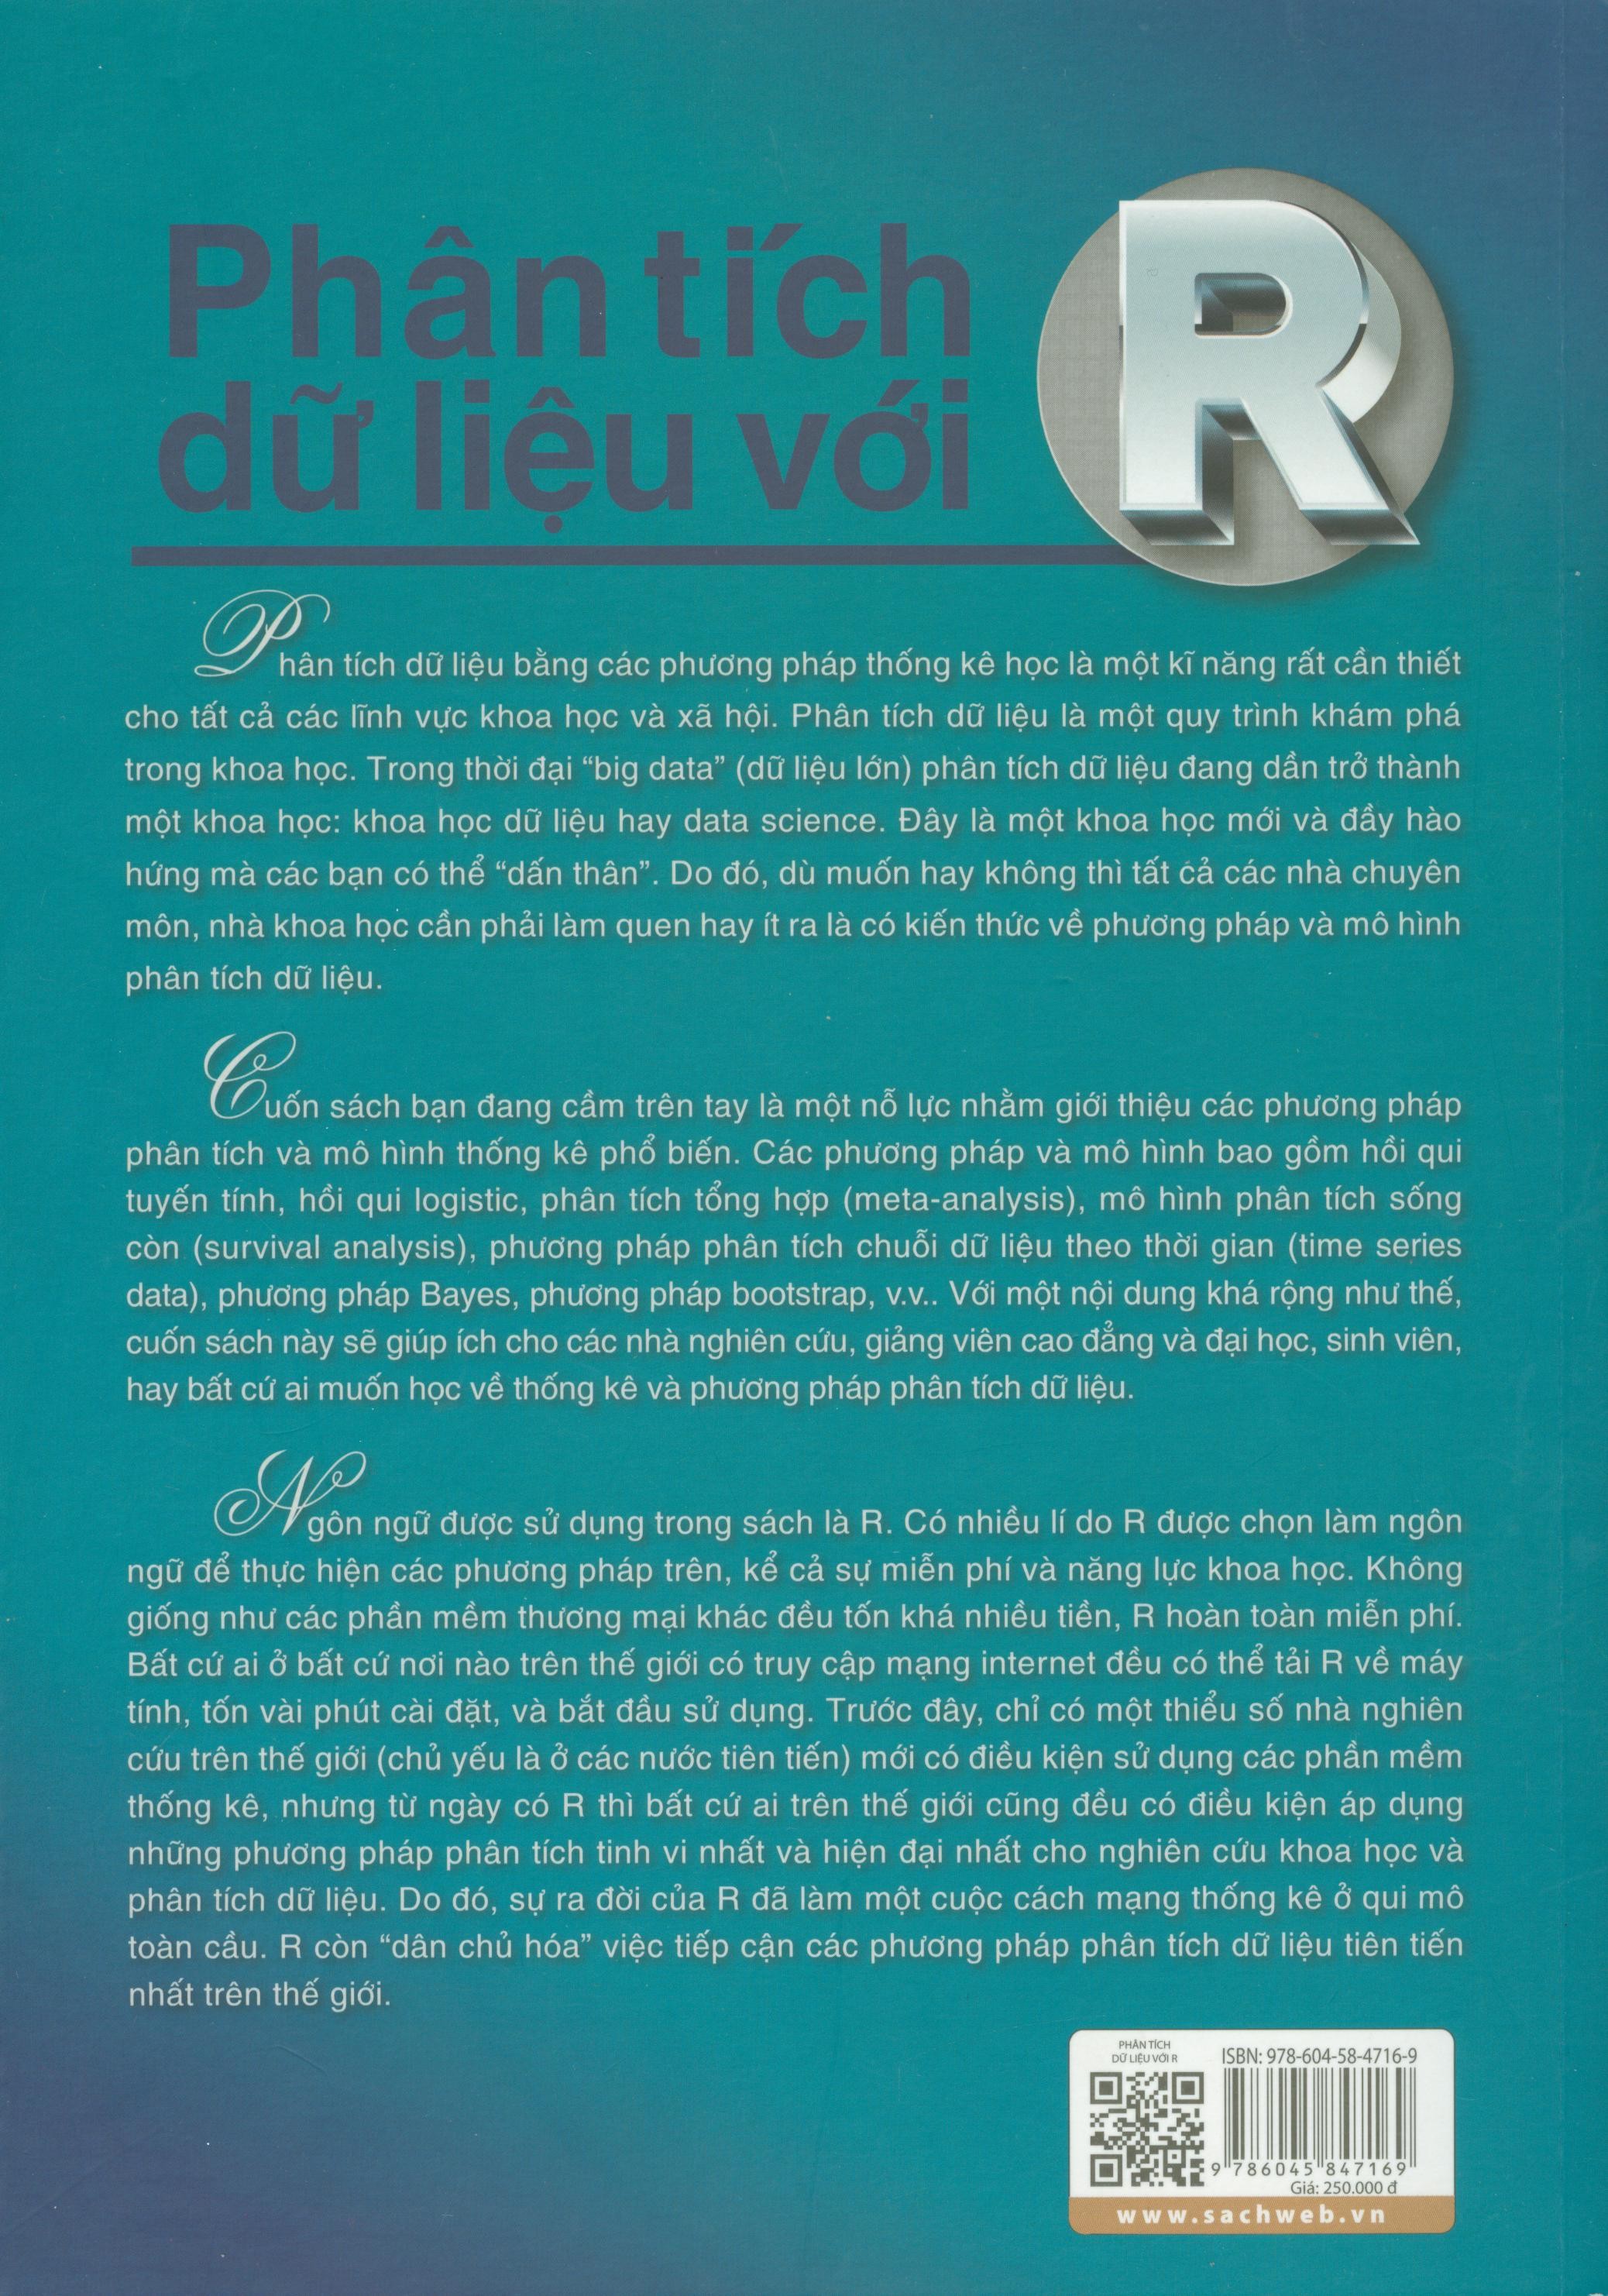 Phân tích
dữ liệu với
R
Phân tích dữ liệu bằng các phương pháp thống kê học là một kĩ năng rất cần thiết
cho tất cả các lĩnh vực khoa học và xã hội. Phân tích dữ liệu là một quy trình khám phá
trong khoa học. Trong thời đại “big data” (dữ liệu lớn) phân tích dữ liệu đang dần trở thành
một khoa học: khoa học dữ liệu hay data science. Đây là một khoa học mới và đầy hào
hứng mà các bạn có thể “dấn thân”. Do đó, dù muốn hay không thì tất cả các nhà chuyên
môn, nhà khoa học cần phải làm quen hay ít ra là có kiến thức về phương pháp và mô hình
phân tích dữ liệu.
Cuốn sách bạn đang cầm trên tay là một nỗ lực nhằm giới thiệu các phương pháp
phân tích và mô hình thống kê phổ biến. Các phương pháp và mô hình bao gồm hồi qui
tuyến tính, hồi qui logistic, phân tích tổng hợp (meta-analysis), mô hình phân tích sống
còn (survival analysis), phương pháp phân tích chuỗi dữ liệu theo thời gian (time series
data), phương pháp Bayes, phương pháp bootstrap, v.v.. Với một nội dung khá rộng như thế,
cuốn sách này sẽ giúp ích cho các nhà nghiên cứu, giảng viên cao đẳng và đại học, sinh viên,
hay bất cứ ai muốn học về thống kê và phương pháp phân tích dữ liệu.
Ngôn ngữ được sử dụng trong sách là R. Có nhiều lí do R được chọn làm ngôn
ngữ để thực hiện các phương pháp trên, kể cả sự miễn phí và năng lực khoa học. Không
giống như các phần mềm thương mại khác đều tốn khá nhiều tiền, R hoàn toàn miễn phí.
Bất cứ ai ở bất cứ nơi nào trên thế giới có truy cập mạng internet đều có thể tải R về máy
tính, tốn vài phút cài đặt, và bắt đầu sử dụng. Trước đây, chỉ có một thiểu số nhà nghiên
cứu trên thế giới (chủ yếu là ở các nước tiên tiến) mới có điều kiện sử dụng các phần mềm
thống kê, nhưng từ ngày có R thì bất cứ ai trên thế giới cũng đều có điều kiện áp dụng
những phương pháp phân tích tinh vi nhất và hiện đại nhất cho nghiên cứu khoa học và
phân tích dữ liệu. Do đó, sự ra đời của R đã làm một cuộc cách mạng thống kê ở qui mô
toàn cầu. R còn “dân chủ hóa” việc tiếp cận các phương pháp phân tích dữ liệu tiên tiến
nhất trên thế giới.
PHÂN TÍCH
DỮ LIỆU VỚI R
ISBN: 978-604-58-4716-9
9 786045 847169
Giá: 250.000 đ
www.sachweb.vn